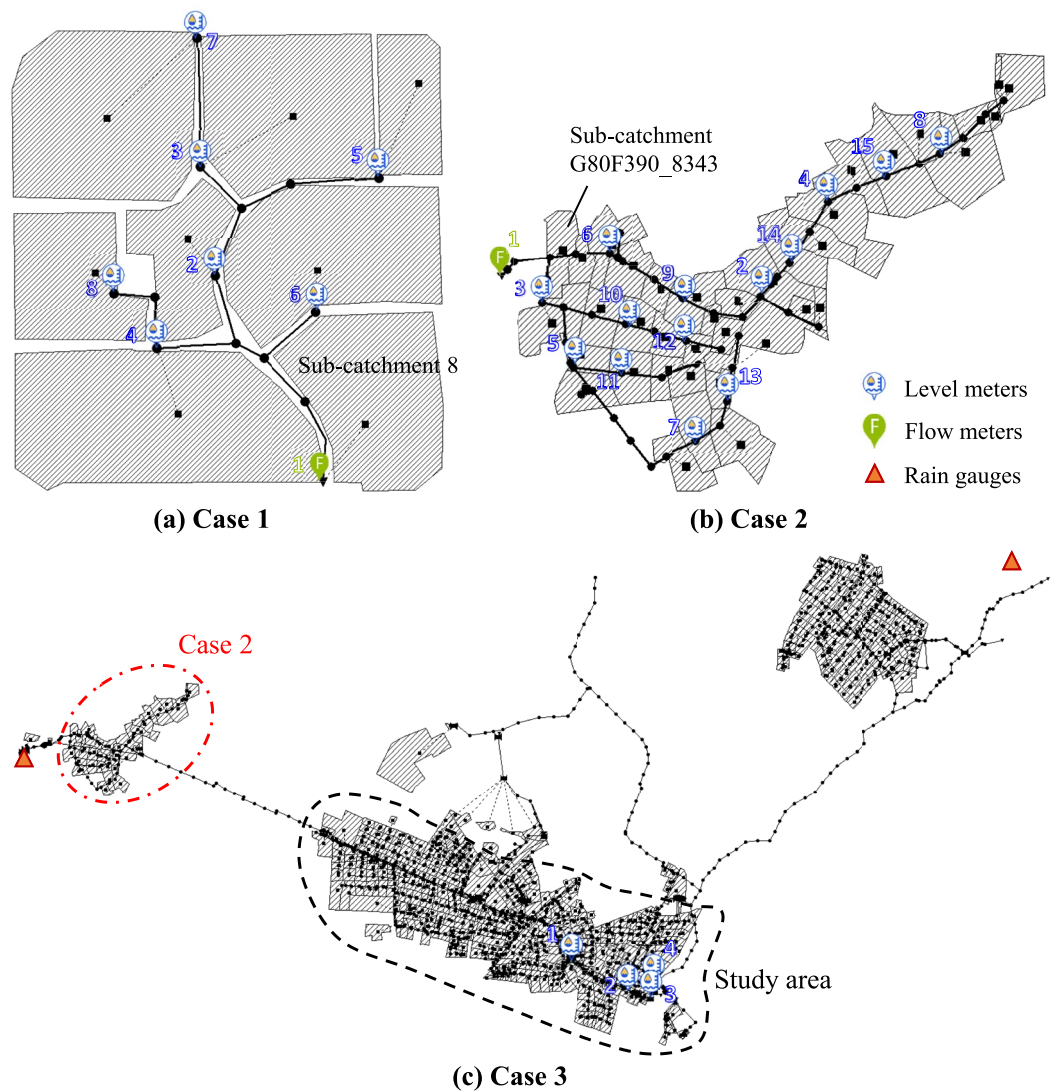 7
3
5
2
8
6
4
Sub-catchment 8
1
F
(a) Case 1
Sub-catchment
G80F390_8343
8
15
4
1
F
6
14
9
2
3
10
12
5
11
13
7
Level meters
F
Flow meters
Rain gauges
(b) Case 2
Case 2
1
4
2
3
Study area
(c) Case 3